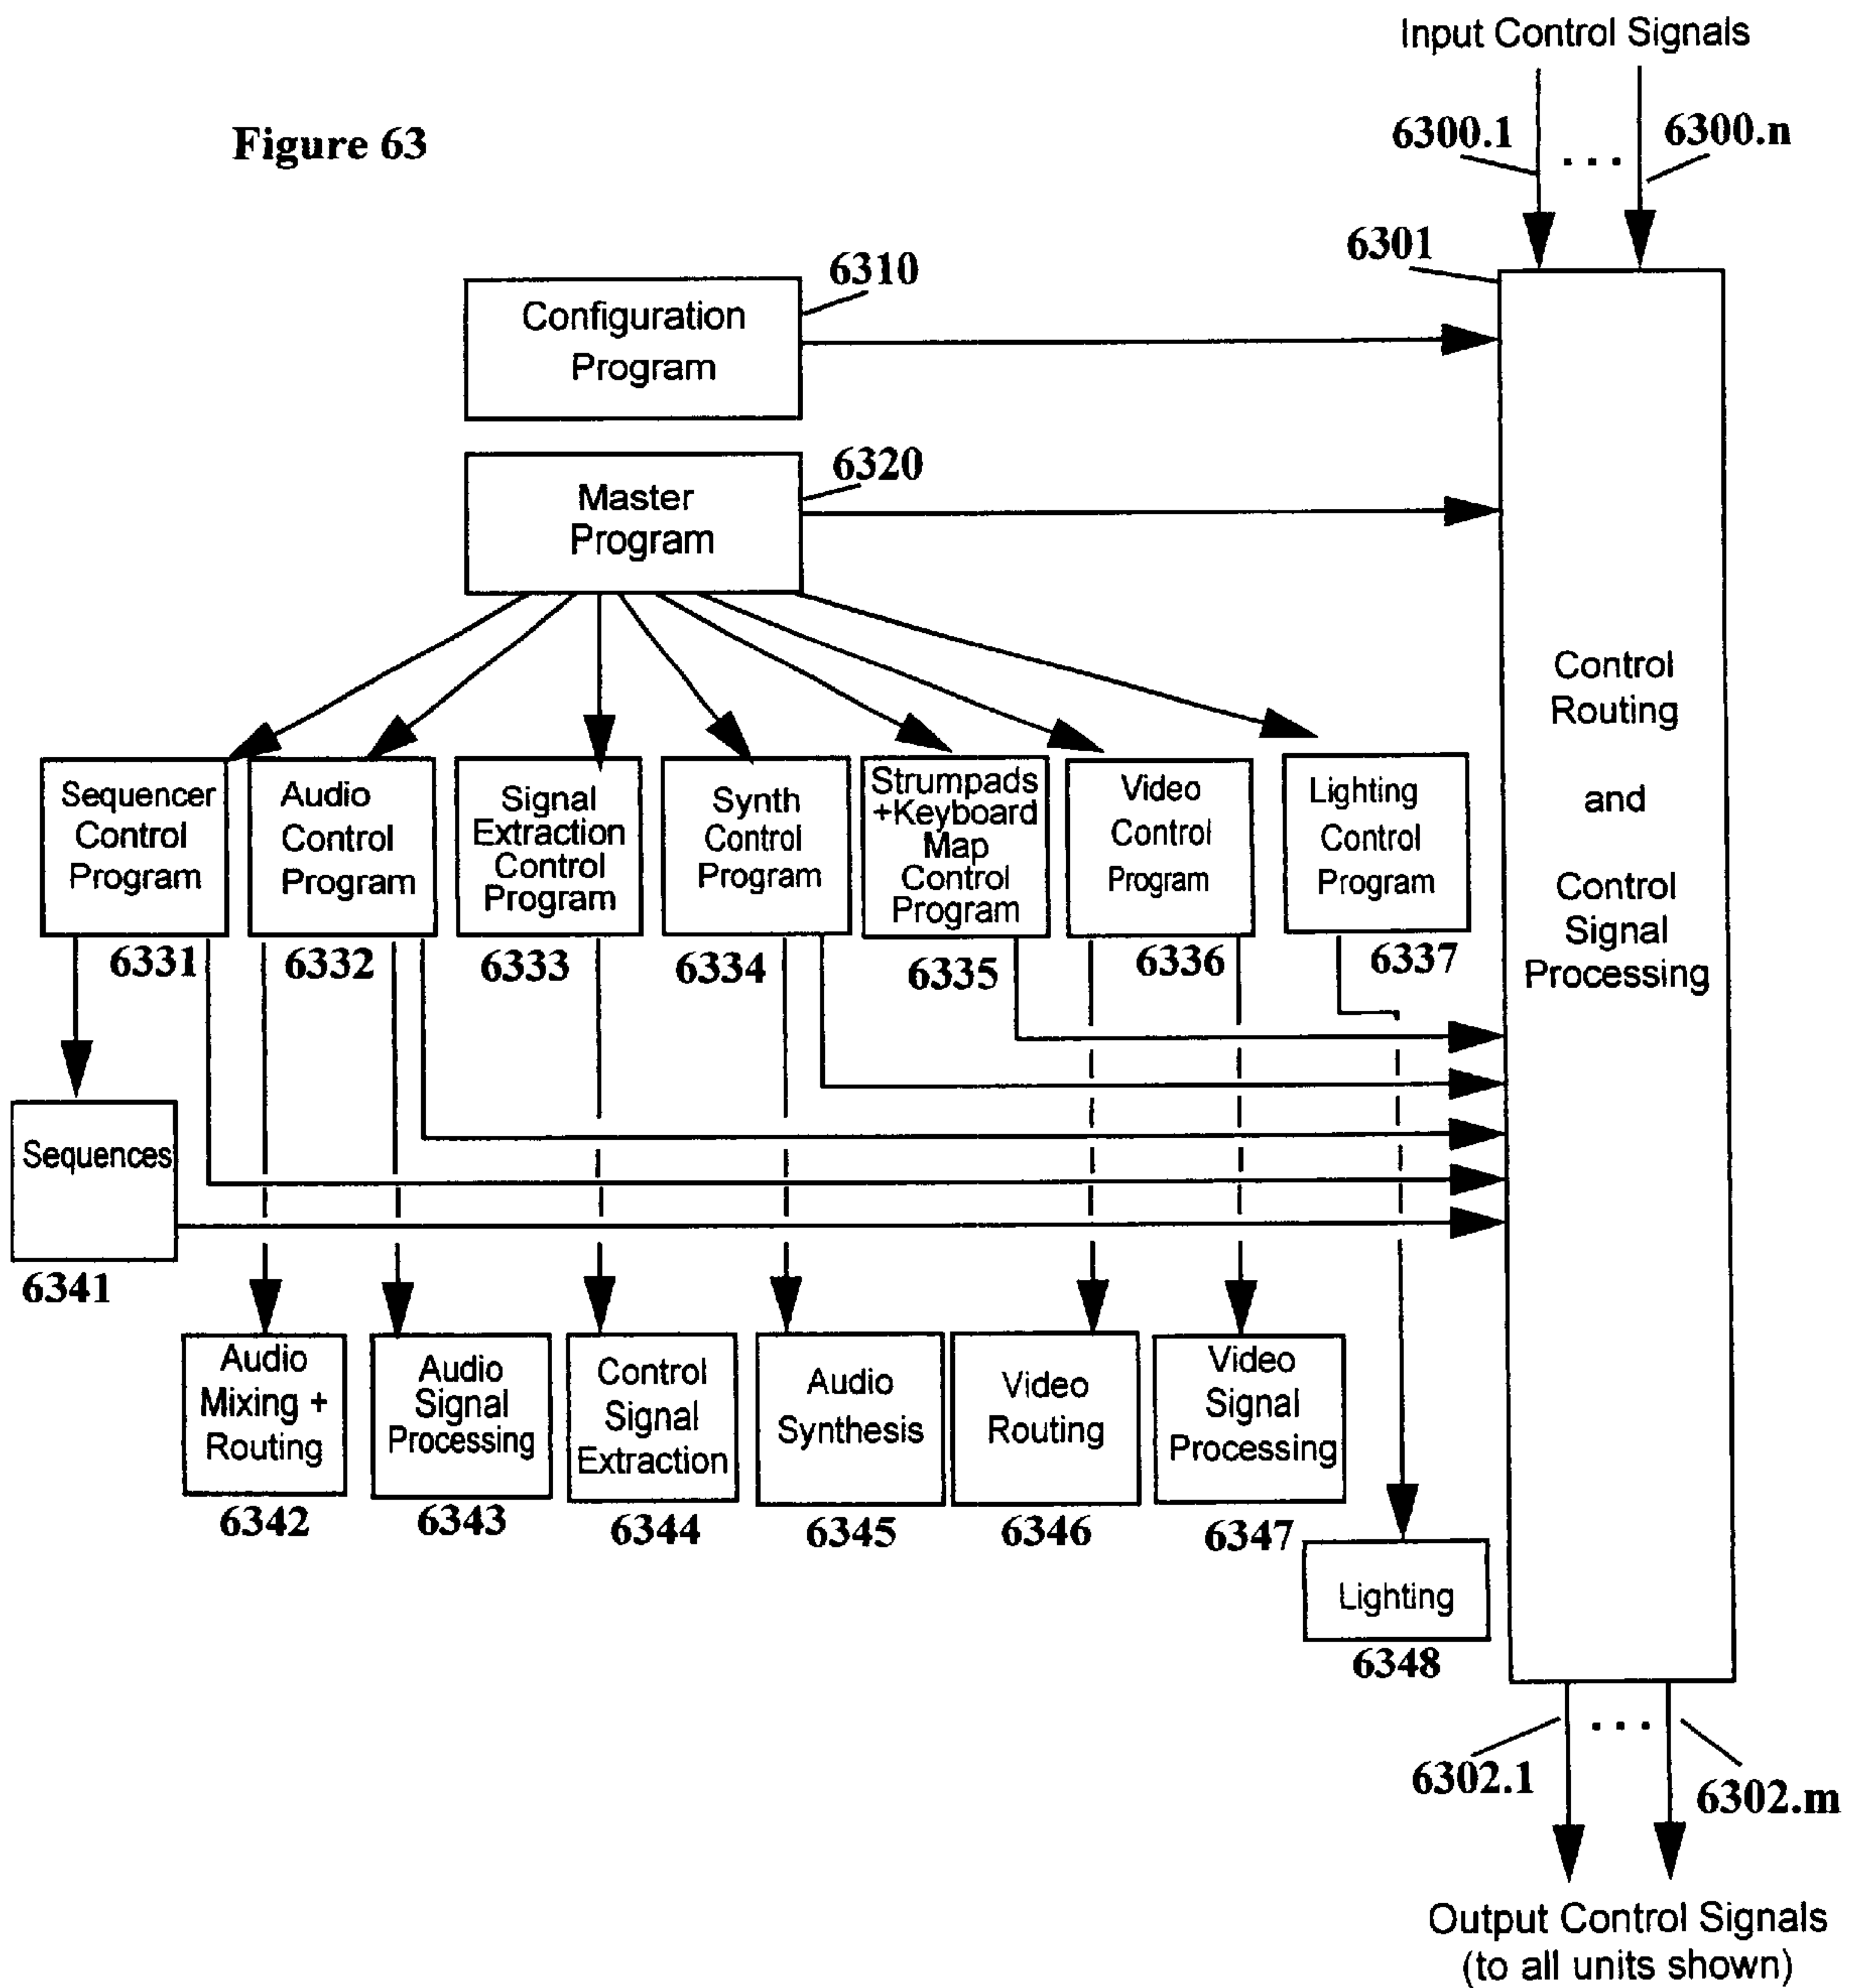 Input Control Signals
Figure 63
6300.1
...
6300.n
6301
6310
Configuration
Program
6320
Master
Program
Control
Routing
and
Control
Signal
Processing
Sequencer
Control
Program
Audio
Control
Program
Signal
Extraction
Control
Program
Synth
Control
Program
Strumpads
+Keyboard
Map
Control
Program
Video
Control
Program
Lighting
Control
Program
6331
6332
6333
6334
6335
6336
6337
Sequences
6341
Audio
Mixing +
Routing
Audio
Signal
Processing
Control
Signal
Extraction
Audio
Synthesis
Video
Routing
Video
Signal
Processing
6342
6343
6344
6345
6346
6347
Lighting
6348
6302.1
...
6302.m
Output Control Signals
(to all units shown)